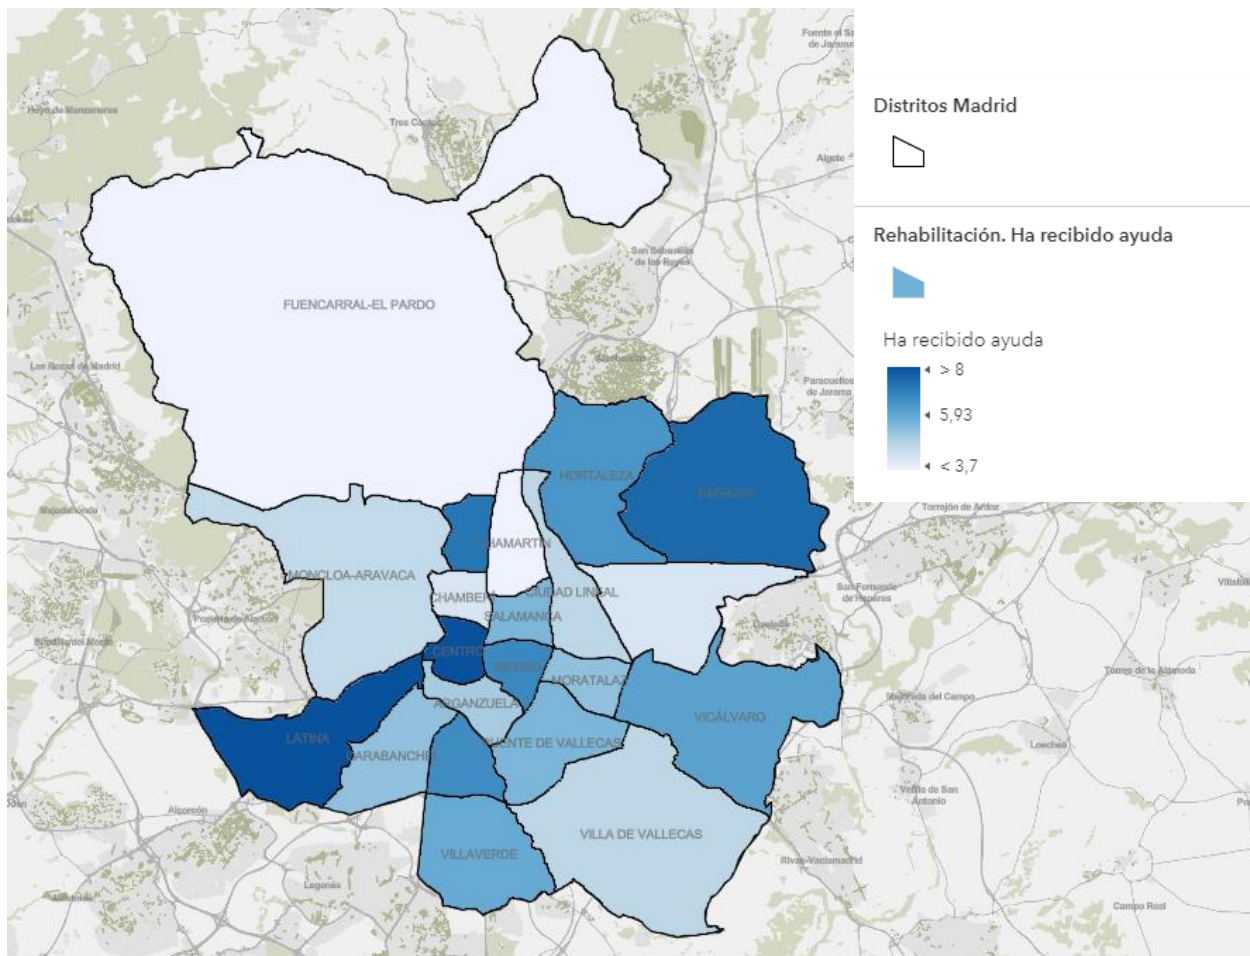 Distritos Madrid
Rehabilitación. Ha recibido ayuda
Ha recibido ayuda
> 8
5,93
< 3,7
Fuente el Sa
de Jarama
Hoyo de Manzanares
Tres Cantos
Algete
San Sebastián
de los Reyes
FUENCARRAL-EL PARDO
Las Rozas de Madrid
Alcobendas
Paracuellos
de Jarama
HORTALEZA
BARAJAS
Majadahonda
Torrejón de Ardoz
CHAMARTÍN
MONCLOA-ARAVACA
San Fernando
de Henares
Villalbi
CHAMBERÍ
CIUDAD LINEAL
SALAMANCA
Pozuelo de Alarcón
Coslada
Boadilla del Monte
CENTRO
RETIRO
MORATALAZ
Torres de la Alameda
ARGANZUELA
Mejorada del Campo
VICÁLVARO
LATINA
PUENTE DE VALLECAS
Loeches
CARABANCHEL
Velilla de San
Antonio
Po
Alcorcón
VILLA DE VALLECAS
VILLAVERDE
Rivas-Vaciamadrid
Leganés
Móstoles
Campo Real